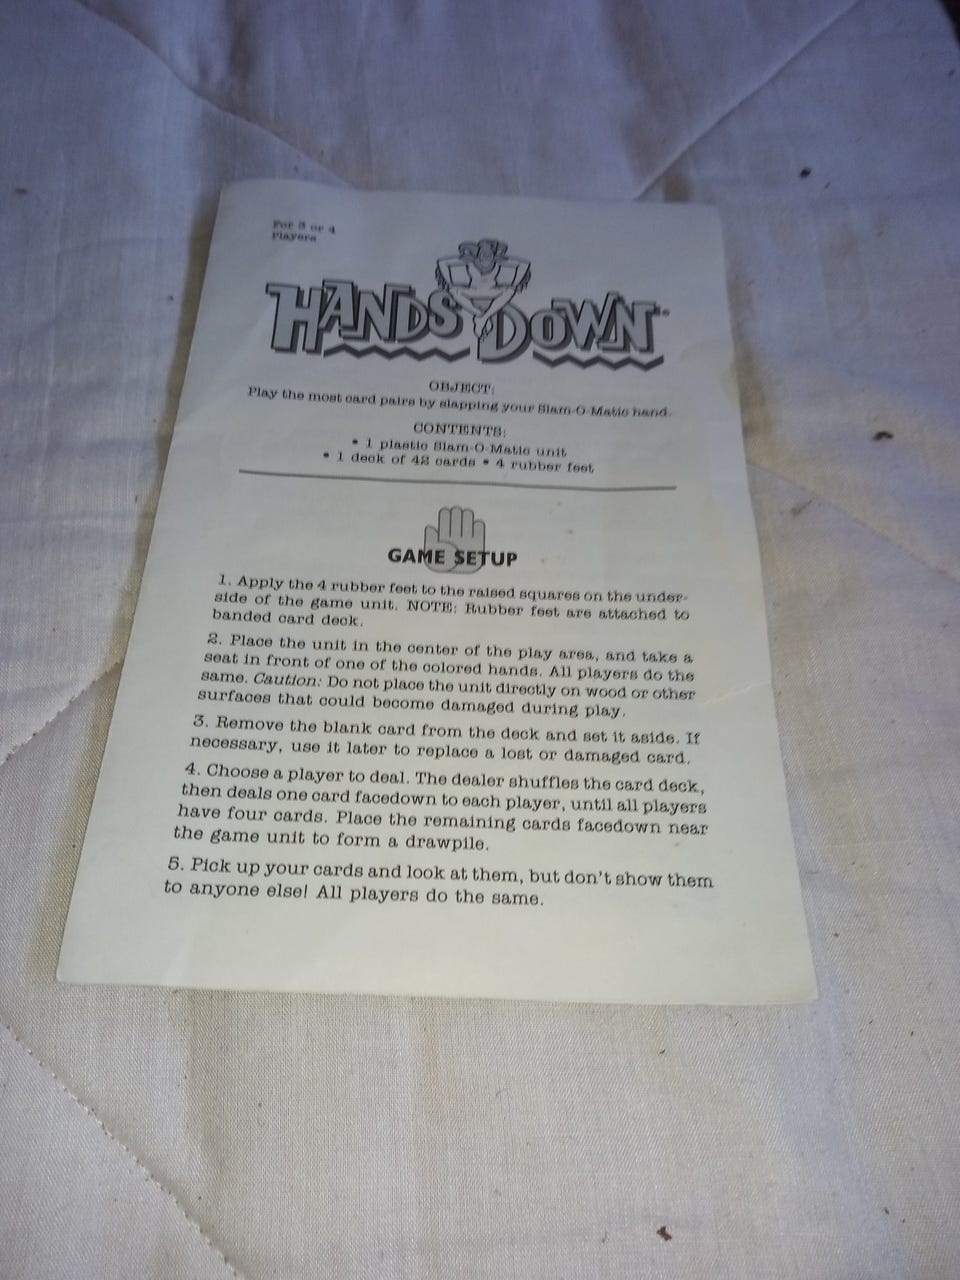 For 3 or 4
Players
HANDS DOWN
OBJECT:
Play the most card pairs by slapping your Slam-O-Matic hand.
CONTENTS:
• 1 plastic Slam-O-Matic unit
• 1 deck of 42 cards • 4 rubber feet
GAME SETUP
1. Apply the 4 rubber feet to the raised squares on the under-
side of the game unit. NOTE: Rubber feet are attached to
banded card deck.
2. Place the unit in the center of the play area, and take a
seat in front of one of the colored hands. All players do the
same. Caution: Do not place the unit directly on wood or other
surfaces that could become damaged during play.
3. Remove the blank card from the deck and set it aside. If
necessary, use it later to replace a lost or damaged card.
4. Choose a player to deal. The dealer shuffles the card deck,
then deals one card facedown to each player, until all players
have four cards. Place the remaining cards facedown near
the game unit to form a drawpile.
5. Pick up your cards and look at them, but don't show them
to anyone else! All players do the same.